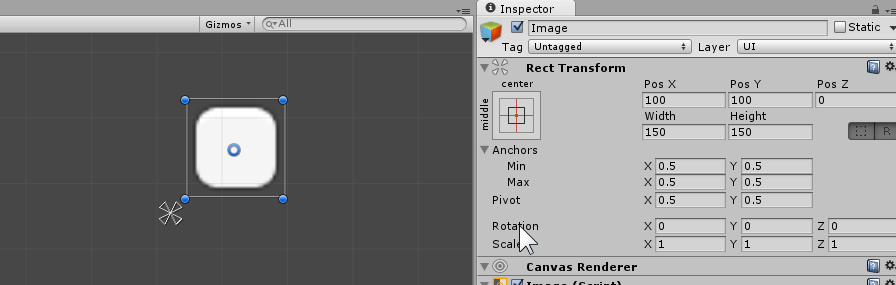 Inspector
Gizmos
All
Image
Static
Tag Untagged Layer UI
Rect Transform
center
middle
Pos X Pos Y Pos Z
100 100 0
Width Height
150 150
R
Anchors
Min X 0.5 Y 0.5
Max X 0.5 Y 0.5
Pivot X 0.5 Y 0.5
Rotation X 0 Y 0 Z 0
Scale X 1 Y 1 Z 1
Canvas Renderer
Image (Script)